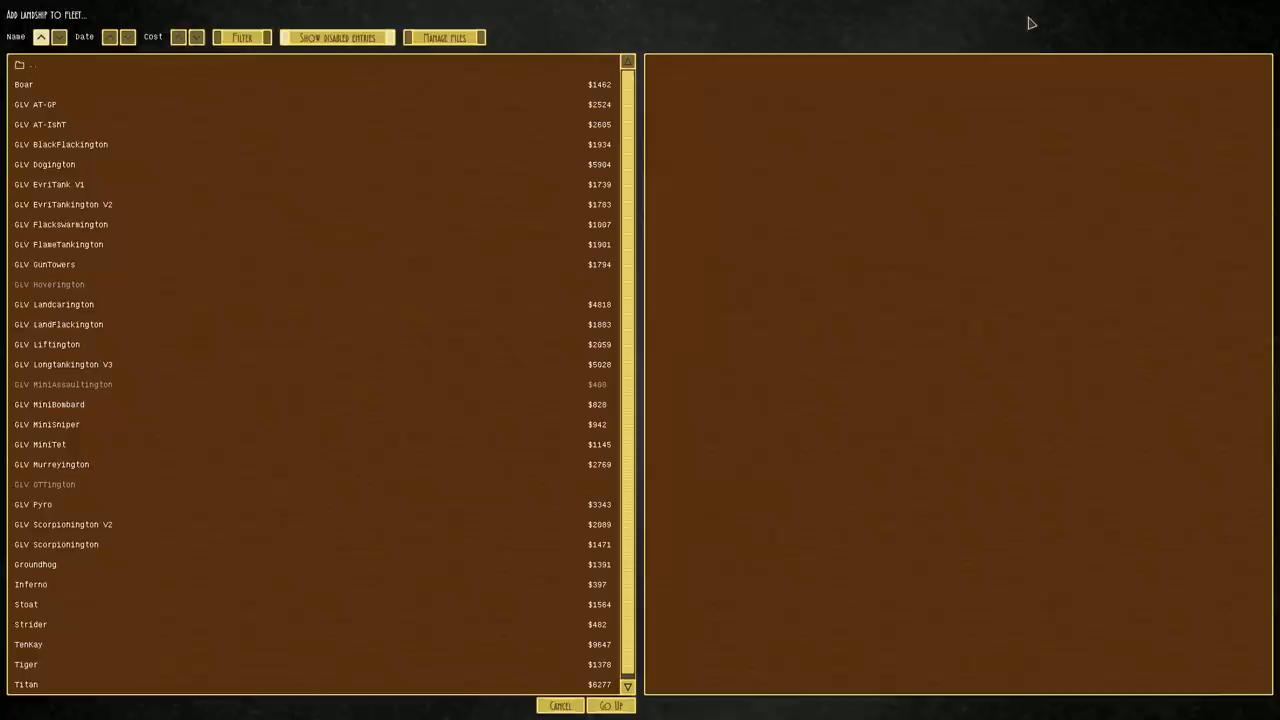 Add landship to fleet...
Name Date Cost Filter Show disabled entries Manage files
..
Boar $1462
GLV AT-GP $2524
GLV AT-IshT $2605
GLV BlackFlackington $1934
GLV Dogington $5904
GLV EvriTank V1 $1739
GLV EvriTankington V2 $1783
GLV Flackswarmington $1007
GLV FlameTankington $1901
GLV GunTowers $1794
GLV Hoverington
GLV Landcarington $4818
GLV LandFlackington $1803
GLV Liftington $2059
GLV Longtankington V3 $5028
GLV MiniAssaultington $408
GLV MiniBombard $820
GLV MiniSniper $942
GLV MiniTet $1145
GLV Murreyington $2769
GLV OTTington
GLV Pyro $3343
GLV Scorpionington V2 $2089
GLV Scorpionington $1471
Groundhog $1391
Inferno $397
Stoat $1564
Strider $482
TenKay $9647
Tiger $1378
Titan $6277
Cancel Go Up